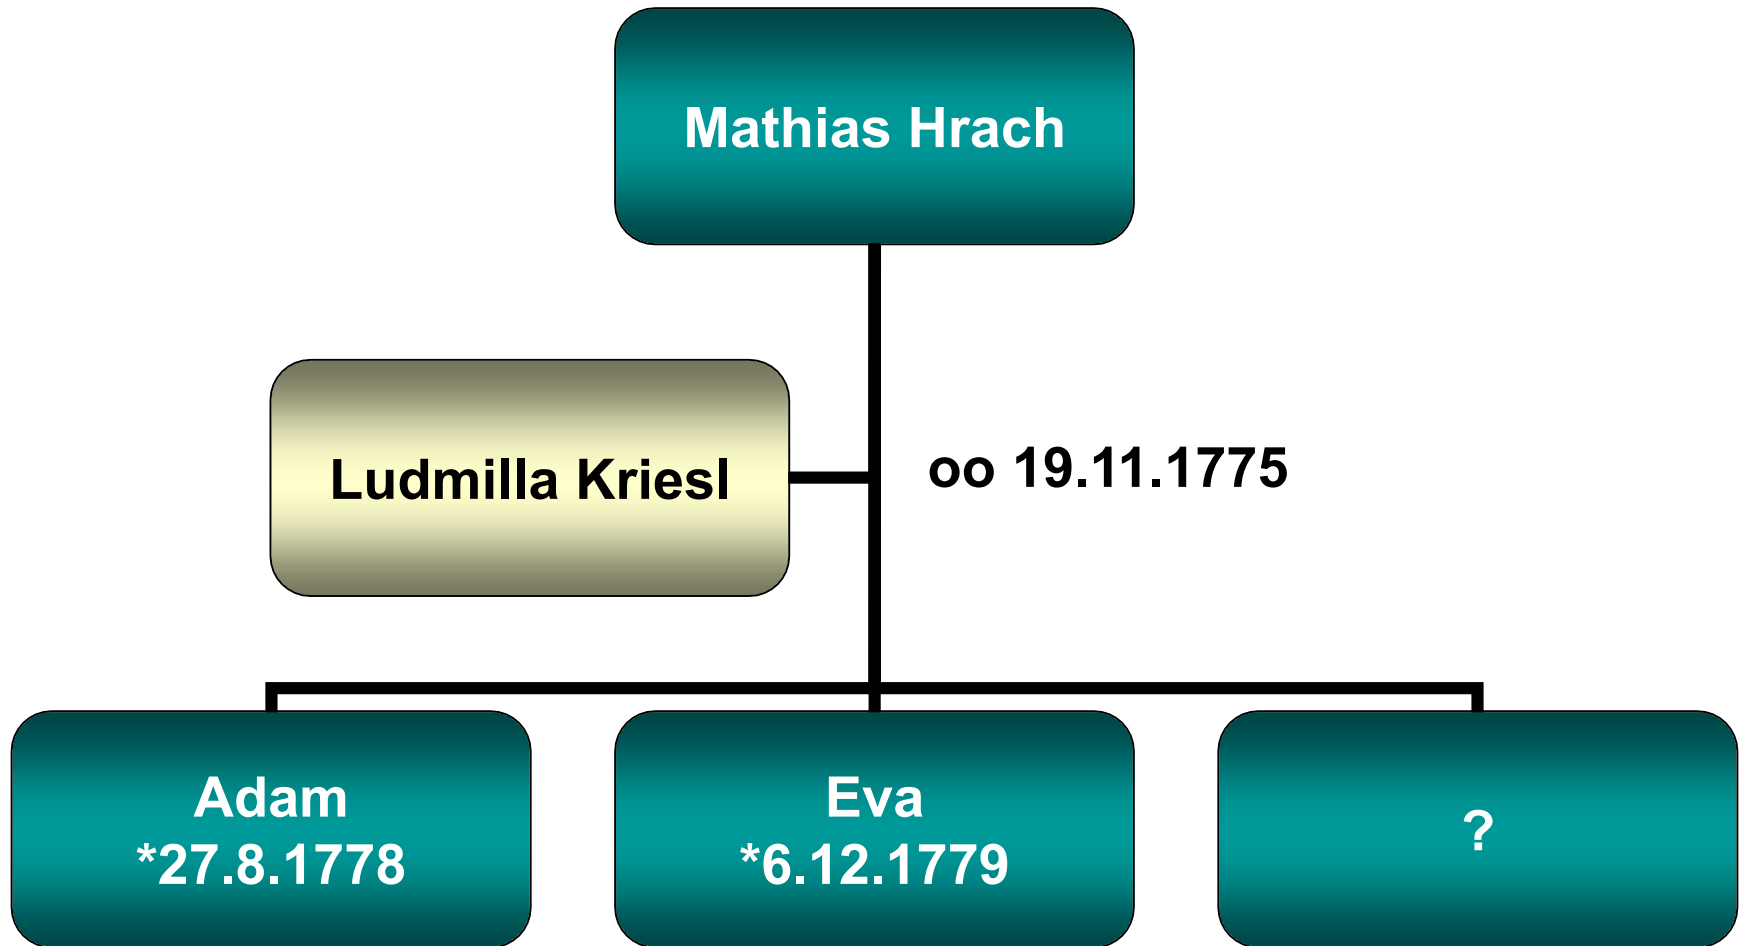 Mathias Hrach
Ludmilla Kriesl
oo 19.11.1775
Adam
*27.8.1778
Eva
*6.12.1779
?